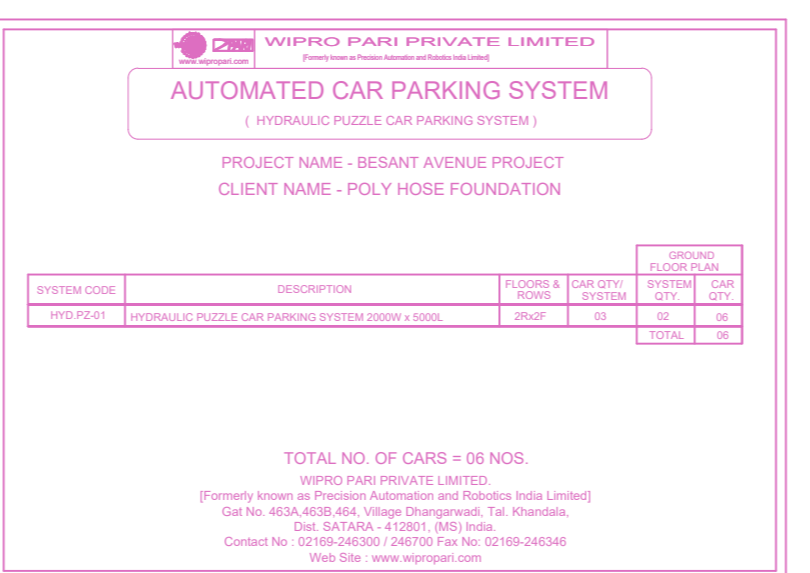 PARI
www.wipropari.com
WIPRO PARI PRIVATE LIMITED
[Formerly known as Precision Automation and Robotics India Limited]
AUTOMATED CAR PARKING SYSTEM
( HYDRAULIC PUZZLE CAR PARKING SYSTEM )
PROJECT NAME - BESANT AVENUE PROJECT
CLIENT NAME - POLY HOSE FOUNDATION
GROUND
FLOOR PLAN
SYSTEM CODE DESCRIPTION FLOORS & ROWS CAR QTY/ SYSTEM SYSTEM QTY. CAR QTY.
HYD.PZ-01 HYDRAULIC PUZZLE CAR PARKING SYSTEM 2000W x 5000L 2Rx2F 03 02 06
TOTAL 06
TOTAL NO. OF CARS = 06 NOS.
WIPRO PARI PRIVATE LIMITED.
[Formerly known as Precision Automation and Robotics India Limited]
Gat No. 463A,463B,464, Village Dhangarwadi, Tal. Khandala,
Dist. SATARA - 412801, (MS) India.
Contact No : 02169-246300 / 246700 Fax No: 02169-246346
Web Site : www.wipropari.com